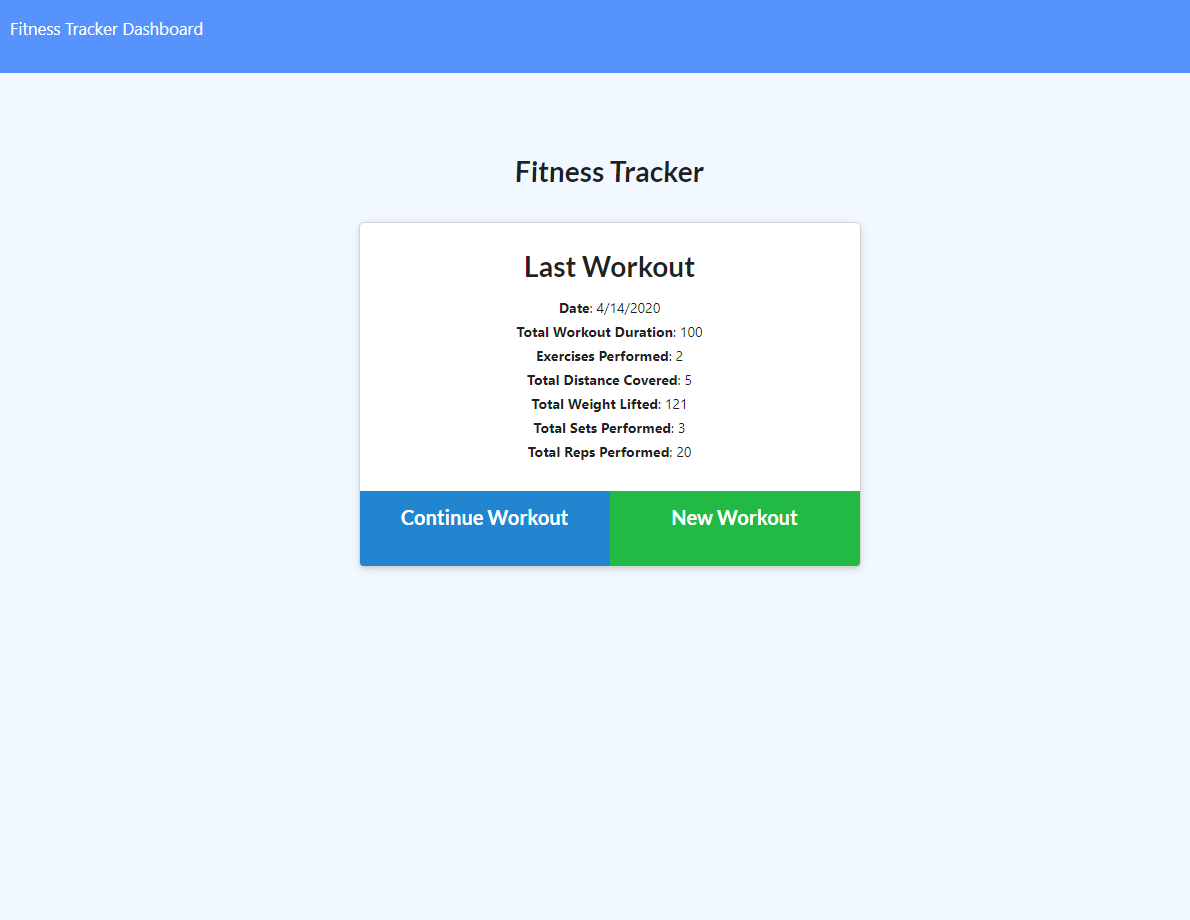 Fitness Tracker Dashboard
Fitness Tracker
Last Workout
Date: 4/14/2020
Total Workout Duration: 100
Exercises Performed: 2
Total Distance Covered: 5
Total Weight Lifted: 121
Total Sets Performed: 3
Total Reps Performed: 20
Continue Workout New Workout